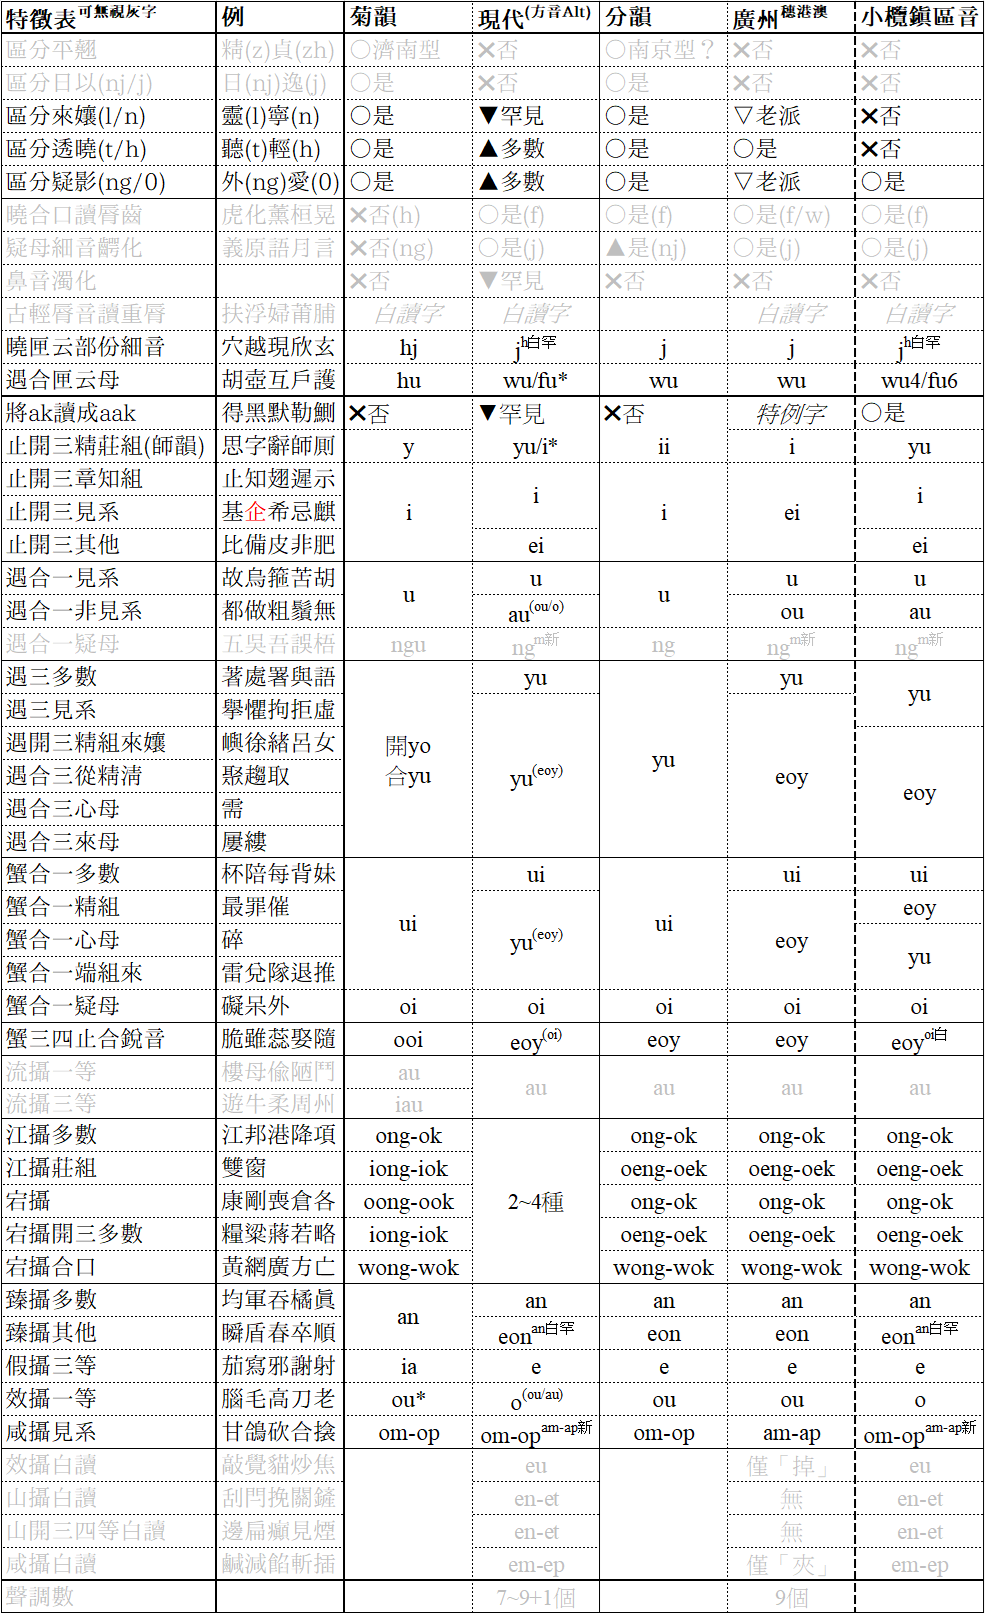 特徵表可無視灰字 例 菊韻 現代(方音Alt) 分韻 廣州穗港澳 小欖鎮區音
區分平翹 精(z)貞(zh) ○濟南型 ×否 ○南京型？ ×否 ×否
區分日以(nj/j) 日(nj)逸(j) ○是 ×否 ○是 ×否 ×否
區分來孃(l/n) 靈(l)寧(n) ○是 ▼罕見 ○是 ▽老派 ×否
區分透曉(t/h) 聽(t)輕(h) ○是 ▲多數 ○是 ○是 ×否
區分疑影(ng/0) 外(ng)愛(0) ○是 ▲多數 ○是 ▽老派 ○是
曉合口讀脣齒 虎化薰桓晃 ×否(h) ○是(f) ○是(f) ○是(f/w) ○是(f)
疑母細音齶化 義原語月言 ×否(ng) ○是(j) ▲是(nj) ○是(j) ○是(j)
鼻音濁化 ×否 ▼罕見 ×否 ×否 ×否
古輕脣音讀重脣 扶浮婦莆脯 白讀字 白讀字 白讀字 白讀字
曉匣云部份細音 穴越現欣玄 hj jh白罕 j j jh白罕
遇合匣云母 胡壺互戶護 hu wu/fu* wu wu wu4/fu6
將ak讀成aak 得黑默勒鰂 ×否 ▼罕見 ×否 特例字 ○是
止開三精莊組(師韻) 思字辭師厠 y yu/i* ii i yu
止開三章知組 止知翅遲示 i i i ei i
止開三見系 基企希忌麒
止開三其他 比備皮非肥 ei ei
遇合一見系 故烏箍苦胡 u u u u u
遇合一非見系 都做粗鬚無 au(ou/o) ou au
遇合一疑母 五吳吾誤梧 ngu ngm新 ng ngm新 ngm新
遇三多數 著處署與語 開yo 合yu yu yu yu yu
遇三見系 擧懼拘拒虛 yu(eoy) eoy
遇開三精組來孃 嶼徐緒呂女 eoy
遇合三從精清 聚趨取
遇合三心母 需
遇合三來母 屢縷
蟹合一多數 杯陪每背妹 ui ui ui ui ui
蟹合一精組 最罪催 yu(eoy) eoy eoy
蟹合一心母 碎 yu
蟹合一端組來 雷兌隊退推
蟹合一疑母 礙呆外 oi oi oi oi oi
蟹三四止合銳音 脆雖蕊娶隨 ooi eoy(oi) eoy eoy eoyoi白
流攝一等 樓母偷陋鬥 au au au au au
流攝三等 遊牛柔周州 iau
江攝多數 江邦港降項 ong-ok 2~4種 ong-ok ong-ok ong-ok
江攝莊組 雙窗 iong-iok oeng-oek oeng-oek oeng-oek
宕攝 康剛喪倉各 oong-ook ong-ok ong-ok ong-ok
宕攝開三多數 糧粱蔣若略 iong-iok oeng-oek oeng-oek oeng-oek
宕攝合口 黃網廣方亡 wong-wok wong-wok wong-wok wong-wok
臻攝多數 均軍吞橘眞 an an an an an
臻攝其他 瞬盾春卒順 eonan白罕 eon eon eonan白罕
假攝三等 茄寫邪謝射 ia e e e e
效攝一等 腦毛高刀老 ou* o(ou/au) ou ou o
咸攝見系 甘鴿砍合揜 om-op om-opam-ap新 om-op am-ap om-opam-ap新
效攝白讀 敲覺貓炒焦 eu 僅「掉」 eu
山攝白讀 刮閂挽關鏟 en-et 無 en-et
山開三四等白讀 邊扁癲見煙 en-et 無 en-et
咸攝白讀 鹹減餡斬插 em-ep 僅「夾」 em-ep
聲調數 7~9+1個 9個